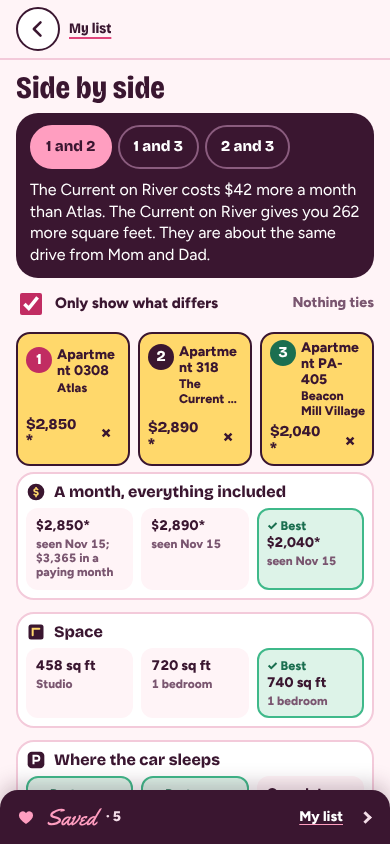 My list
Side by side
1 and 2
1 and 3
2 and 3
The Current on River costs $42 more a month
than Atlas. The Current on River gives you 262
more square feet. They are about the same
drive from Mom and Dad.
Only show what differs
Nothing ties
1
Apartme
nt 0308
Atlas
$2,850
*
×
2
Apartme
nt 318
The
Current ...
$2,890
*
×
3
Apartme
nt PA-
405
Beacon
Mill Village
$2,040
*
×
$
A month, everything included
$2,850*
seen Nov 15;
$3,365 in a
paying month
$2,890*
seen Nov 15
✓ Best
$2,040*
seen Nov 15
Space
458 sq ft
Studio
720 sq ft
1 bedroom
✓ Best
740 sq ft
1 bedroom
P
Where the car sleeps
Saved · 5
My list